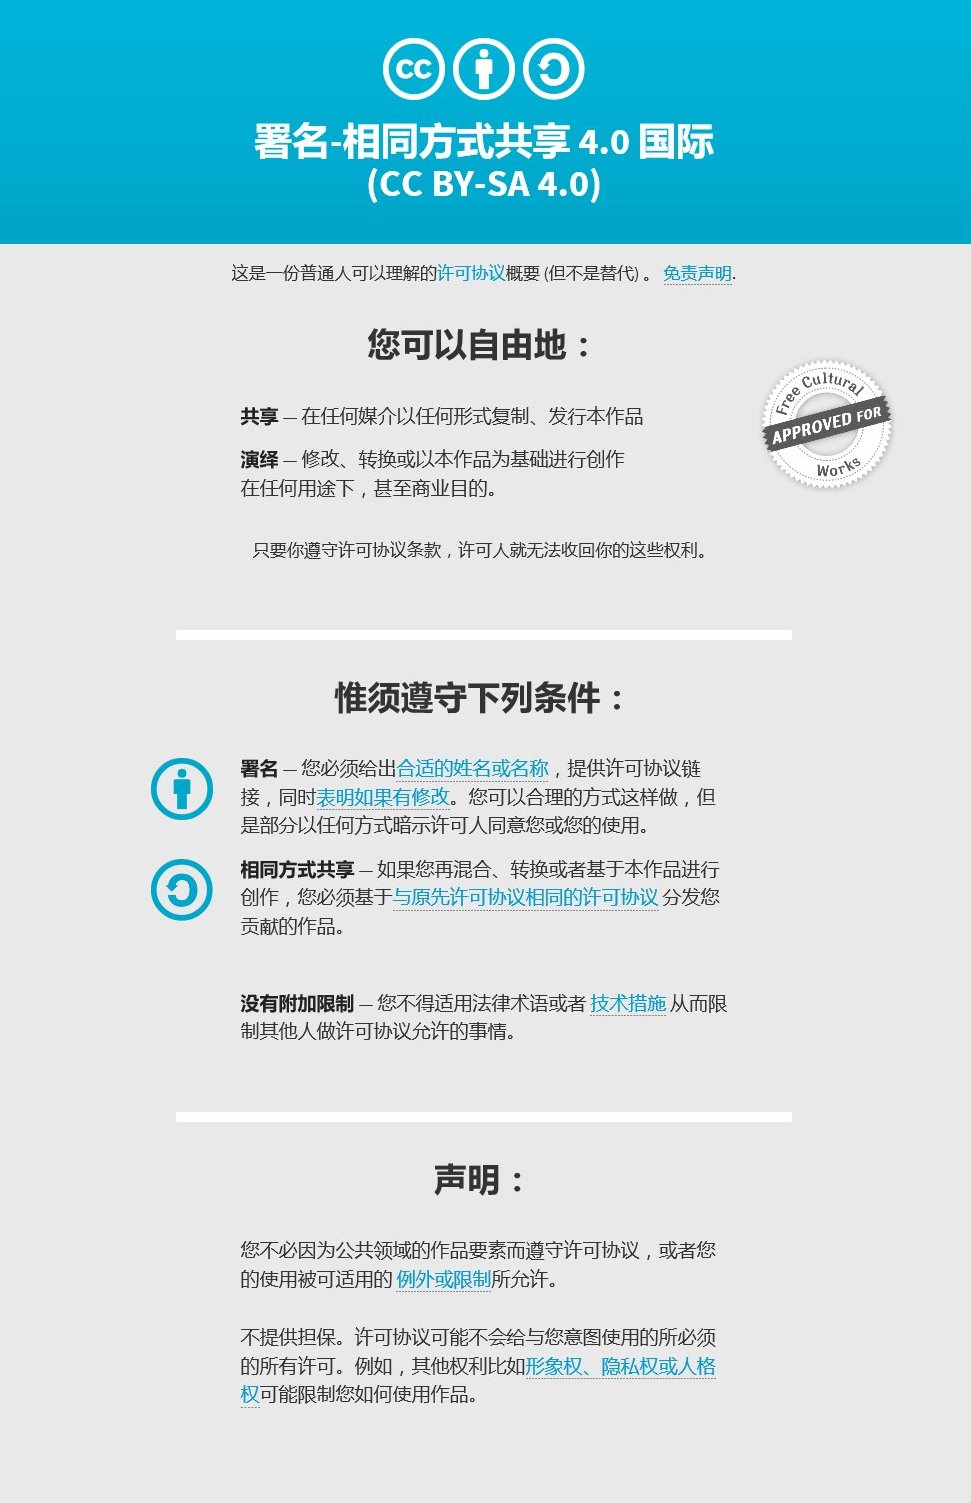 cc
署名-相同方式共享 4.0 国际
(CC BY-SA 4.0)
这是一份普通人可以理解的许可协议概要 (但不是替代) 。 免责声明.
您可以自由地：
共享 — 在任何媒介以任何形式复制、发行本作品
演绎 — 修改、转换或以本作品为基础进行创作
在任何用途下，甚至商业目的。
Free Cultural
APPROVED FOR
Works
只要你遵守许可协议条款，许可人就无法收回你的这些权利。
惟须遵守下列条件：
署名 — 您必须给出合适的姓名或名称，提供许可协议链
接，同时表明如果有修改。您可以合理的方式这样做，但
是部分以任何方式暗示许可人同意您或您的使用。
相同方式共享 — 如果您再混合、转换或者基于本作品进行
创作，您必须基于与原先许可协议相同的许可协议 分发您
贡献的作品。
没有附加限制 — 您不得适用法律术语或者 技术措施 从而限
制其他人做许可协议允许的事情。
声明：
您不必因为公共领域的作品要素而遵守许可协议，或者您
的使用被可适用的 例外或限制所允许。
不提供担保。许可协议可能不会给与您意图使用的所必须
的所有许可。例如，其他权利比如形象权、隐私权或人格
权可能限制您如何使用作品。